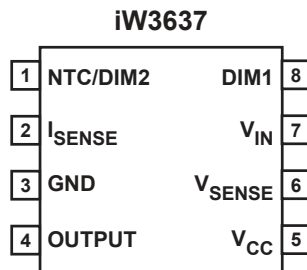 iW3637
1 NTC/DIM2 DIM1 8
2 ISENSE VIN 7
3 GND VSENSE 6
4 OUTPUT VCC 5